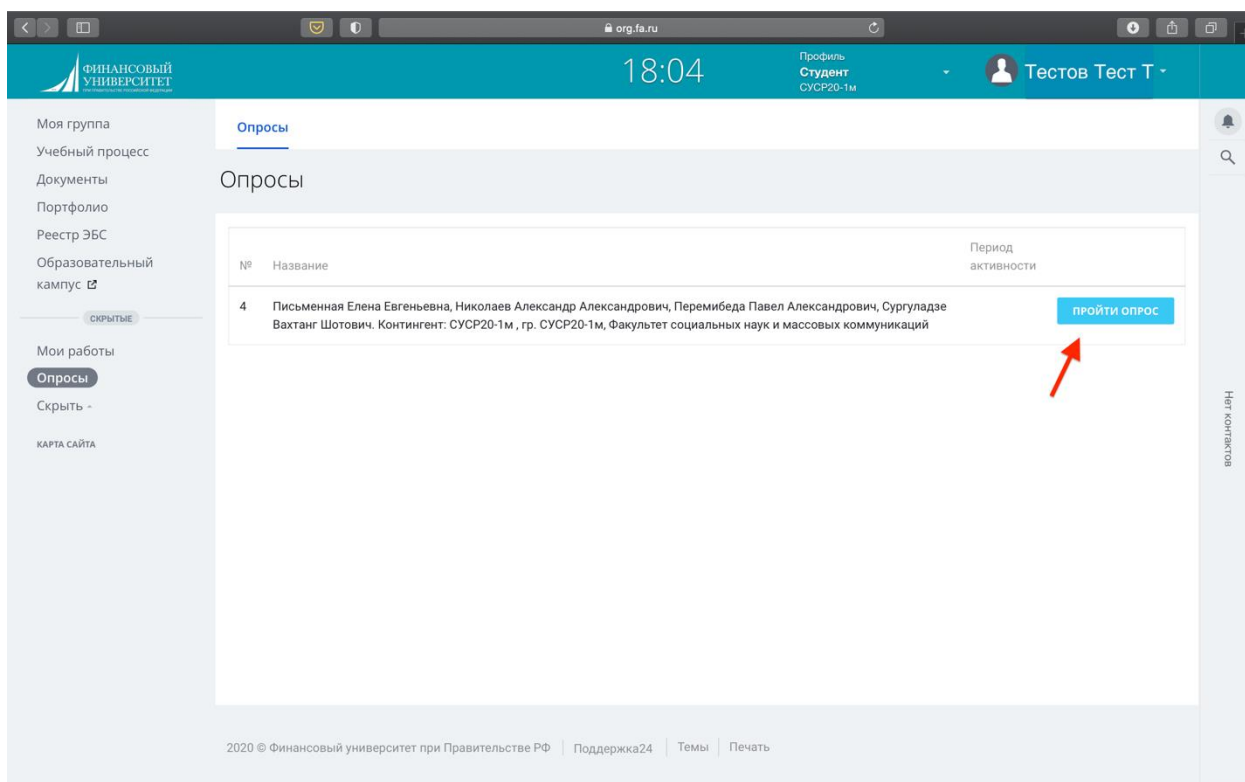 org.fa.ru
ФИНАНСОВЫЙ
УНИВЕРСИТЕТ
18:04
Профиль
Студент
СУСР20-1м
Тестов Тест Т
Моя группа
Учебный процесс
Документы
Портфолио
Реестр ЭБС
Образовательный
кампус
СКРЫТЫЕ
Мои работы
Опросы
Скрыть -
КАРТА САЙТА
Опросы
Опросы
№ Название
Период
активности
4 Письменная Елена Евгеньевна, Николаев Александр Александрович, Перемибеда Павел Александрович, Сургуладзе
Вахтанг Шотович. Контингент: СУСР20-1м , гр. СУСР20-1м, Факультет социальных наук и массовых коммуникаций
ПРОЙТИ ОПРОС
Нет контактов
2020 © Финансовый университет при Правительстве РФ Поддержка24 Темы Печать